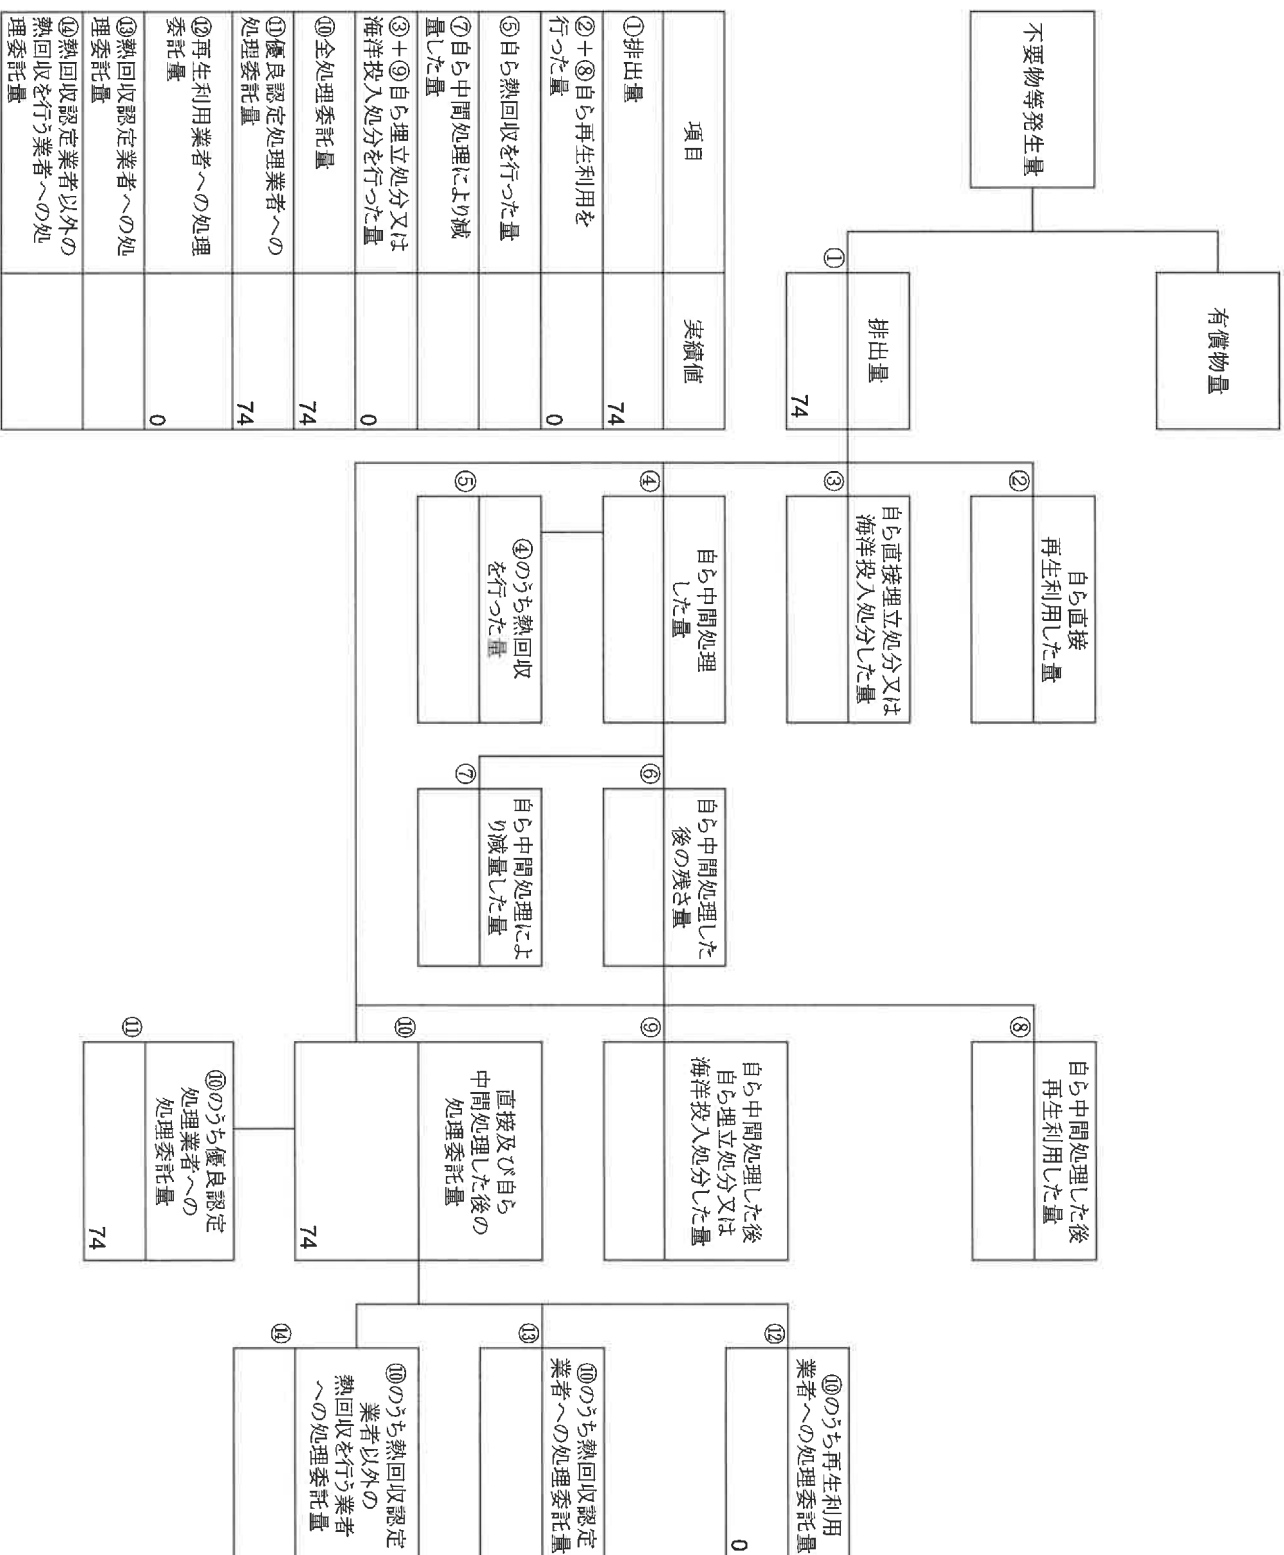 不要物等発生量
有償物量
①
排出量
74
②
自ら直接
再生利用した量
③
自ら直接埋立処分又は
海洋投入処分した量
④
自ら中間処理
した量
⑤
④のうち熱回収
を行った量
⑥
自ら中間処理した
後の残さ量
⑦
自ら中間処理によ
り減量した量
⑧
自ら中間処理した後
再生利用した量
⑨
自ら中間処理した後
自ら埋立処分又は
海洋投入処分した量
⑩
直接及び自ら
中間処理した後の
処理委託量
74
⑪
⑩のうち優良認定
処理業者への
処理委託量
74
⑫
⑩のうち再生利用
業者への処理委託量
0
⑬
⑩のうち熱回収認定
業者への処理委託量
⑭
⑩のうち熱回収認定
業者以外の
熱回収を行う業者
への処理委託量
項目 実績値
①排出量 74
②+⑧自ら再生利用を
行った量 0
⑤自ら熱回収を行った量
⑦自ら中間処理により減
量した量
③+⑨自ら埋立処分又は
海洋投入処分を行った量 0
⑩全処理委託量 74
⑪優良認定処理業者への
処理委託量 74
⑫再生利用業者への処理
委託量 0
⑬熱回収認定業者への処
理委託量
⑭熱回収認定業者以外の
熱回収を行う業者への処
理委託量